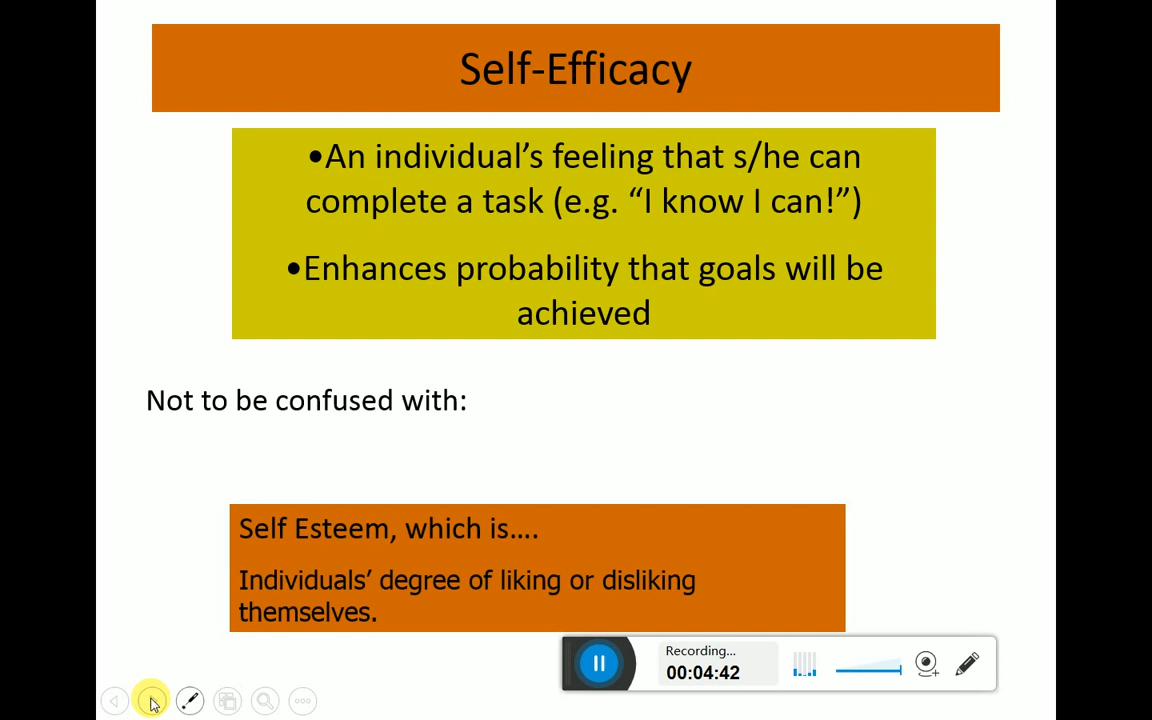 Self-Efficacy
•An individual’s feeling that s/he can
complete a task (e.g. “I know I can!”)
•Enhances probability that goals will be
achieved
Not to be confused with:
Self Esteem, which is….
Individuals’ degree of liking or disliking
themselves.
Recording...
00:04:42